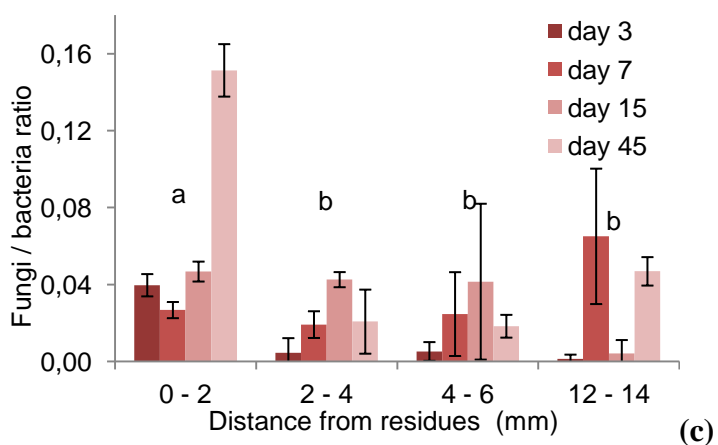 0,16
0,12
0,08
0,04
0,00
Fungi / bacteria ratio
day 3
day 7
day 15
day 45
a
b
b
b
0 - 2
2 - 4
4 - 6
12 - 14
Distance from residues (mm)
(c)